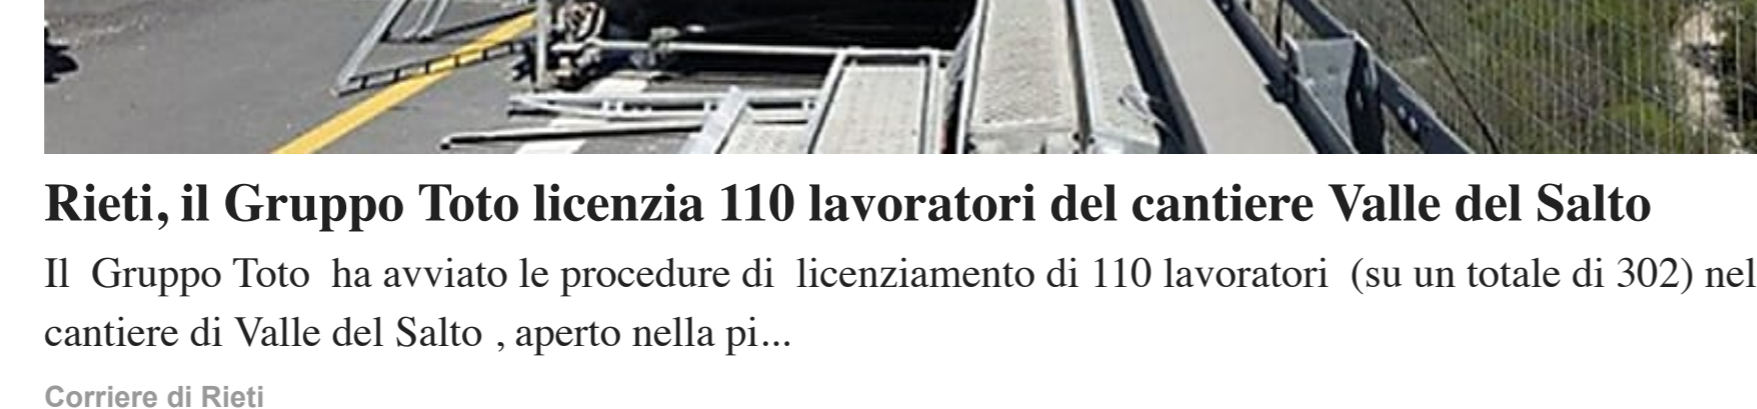 Rieti, il Gruppo Toto licenzia 110 lavoratori del cantiere Valle del Salto
Il Gruppo Toto ha avviato le procedure di licenziamento di 110 lavoratori (su un totale di 302) nel
cantiere di Valle del Salto , aperto nella pi...
Corriere di Rieti